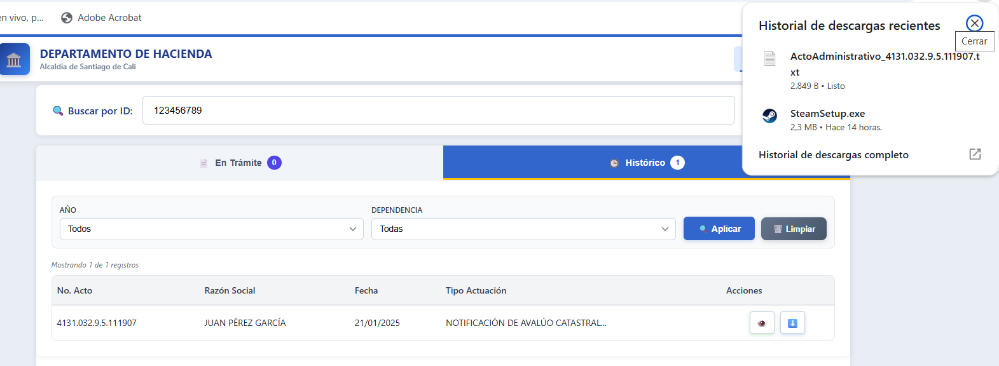 en vivo, p...
Adobe Acrobat
DEPARTAMENTO DE HACIENDA
Alcaldía de Santiago de Cali
Historial de descargas recientes
Cerrar
ActoAdministrativo_4131.032.9.5.111907.t
xt
2.849 B • Listo
SteamSetup.exe
2,3 MB • Hace 14 horas.
Historial de descargas completo
Buscar por ID:
123456789
En Trámite 0
Histórico 1
AÑO
Todos
DEPENDENCIA
Todas
Aplicar
Limpiar
Mostrando 1 de 1 registros
No. Acto Razón Social Fecha Tipo Actuación Acciones
4131.032.9.5.111907 JUAN PÉREZ GARCÍA 21/01/2025 NOTIFICACIÓN DE AVALÚO CATASTRAL...